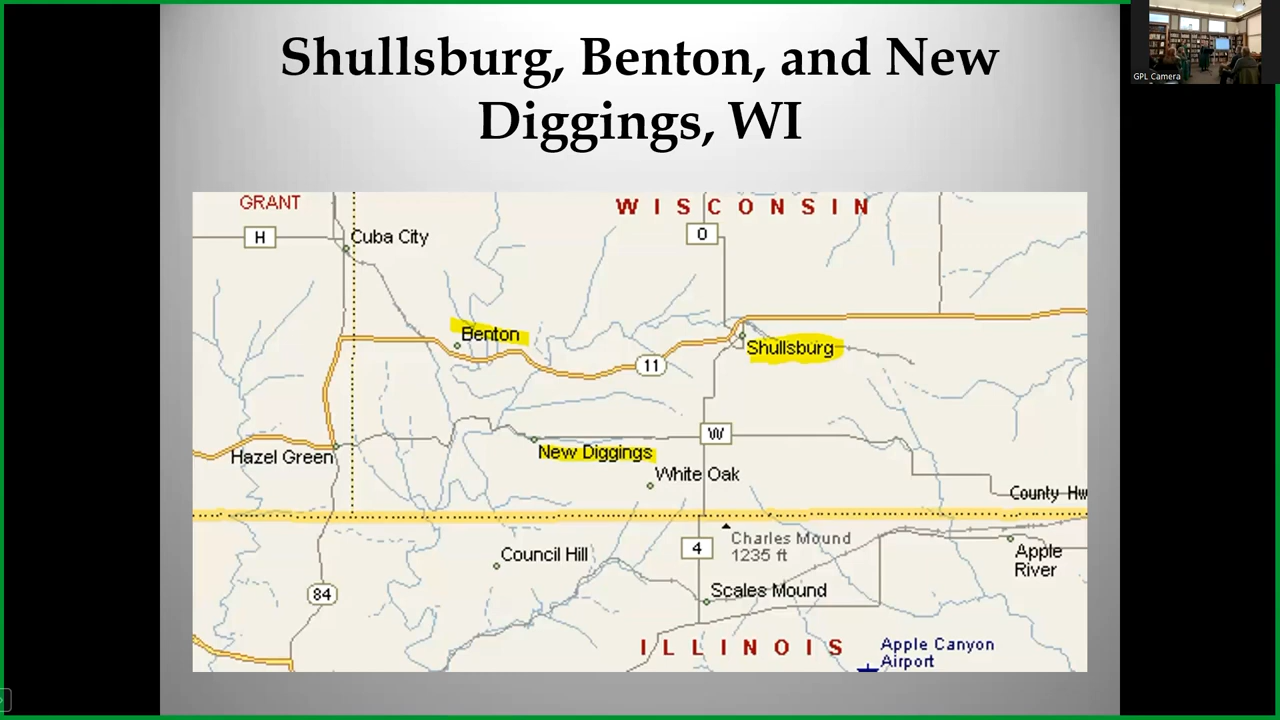 Shullsburg, Benton, and New
Diggings, WI
GPL Camera
GRANT
WISCONSIN
H
Cuba City
O
Benton
Shullsburg
11
W
New Diggings
Hazel Green
White Oak
County Hw
Charles Mound
1235 ft
4
Council Hill
Apple
River
84
Scales Mound
ILLINOIS
Apple Canyon
Airport